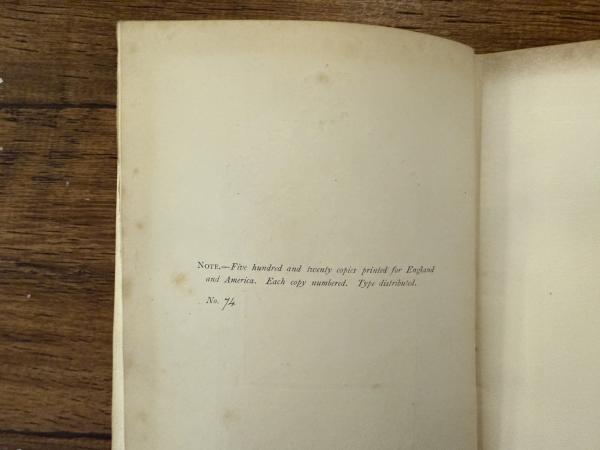 NOTE.—Five hundred and twenty copies printed for England
and America. Each copy numbered. Type distributed.
No. 74